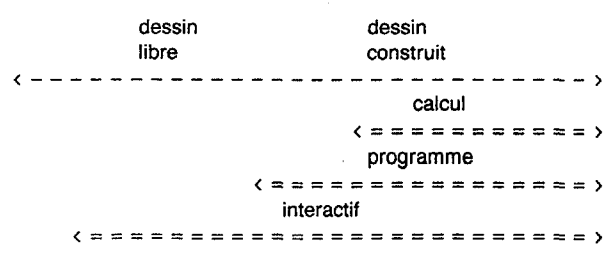 dessin dessin
libre construit
< - - - - - - - - - - - - - - - - - - - - - - - - - - - - - >
calcul
< = = = = = = = = = = = >
programme
< = = = = = = = = = = = = = = = = >
interactif
< = = = = = = = = = = = = = = = = = = = = = = = = = >